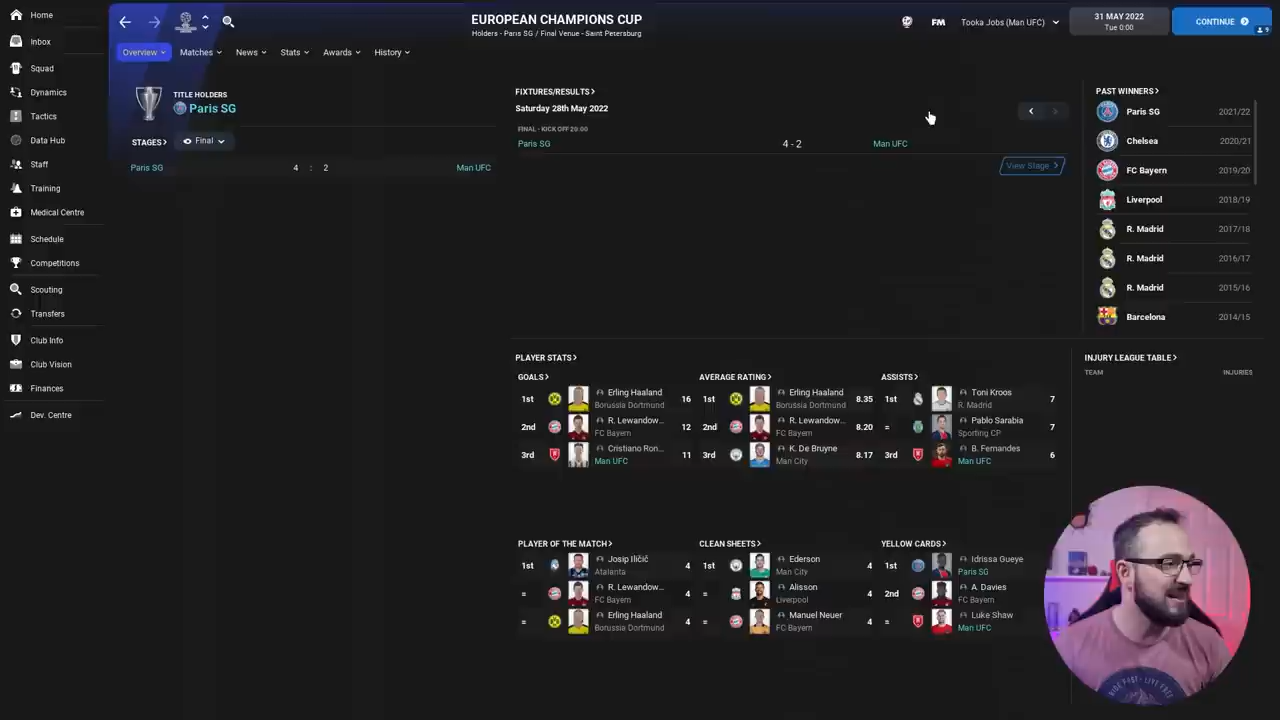 Home
Inbox
Squad
Dynamics
Tactics
Data Hub
Staff
Training
Medical Centre
Schedule
Competitions
Scouting
Transfers
Club Info
Club Vision
Finances
Dev. Centre
EUROPEAN CHAMPIONS CUP
Holders - Paris SG / Final Venue - Saint Petersburg
FM
Tooka Jobs (Man UFC)
31 MAY 2022
Tue 0:00
CONTINUE
9
Overview
Matches
News
Stats
Awards
History
TITLE HOLDERS
Paris SG
STAGES
Final
Paris SG 4 : 2 Man UFC
FIXTURES/RESULTS
Saturday 28th May 2022
FINAL - KICK OFF 20:00
Paris SG 4 - 2 Man UFC
View Stage
PAST WINNERS
Paris SG 2021/22
Chelsea 2020/21
FC Bayern 2019/20
Liverpool 2018/19
R. Madrid 2017/18
R. Madrid 2016/17
R. Madrid 2015/16
Barcelona 2014/15
PLAYER STATS
GOALS
1st Erling Haaland 16
Borussia Dortmund
2nd R. Lewandow... 12
FC Bayern
3rd Cristiano Ron... 11
Man UFC
AVERAGE RATING
1st Erling Haaland 8.35
Borussia Dortmund
2nd R. Lewandow... 8.20
FC Bayern
3rd K. De Bruyne 8.17
Man City
ASSISTS
1st Toni Kroos 7
R. Madrid
= Pablo Sarabia 7
Sporting CP
3rd B. Fernandes 6
Man UFC
INJURY LEAGUE TABLE
TEAM INJURIES
PLAYER OF THE MATCH
1st Josip Iličić 4
Atalanta
= R. Lewandow... 4
FC Bayern
= Erling Haaland 4
Borussia Dortmund
CLEAN SHEETS
1st Ederson 4
Man City
= Alisson 4
Liverpool
= Manuel Neuer 4
FC Bayern
YELLOW CARDS
1st Idrissa Gueye
Paris SG
2nd A. Davies
FC Bayern
= Luke Shaw
Man UFC